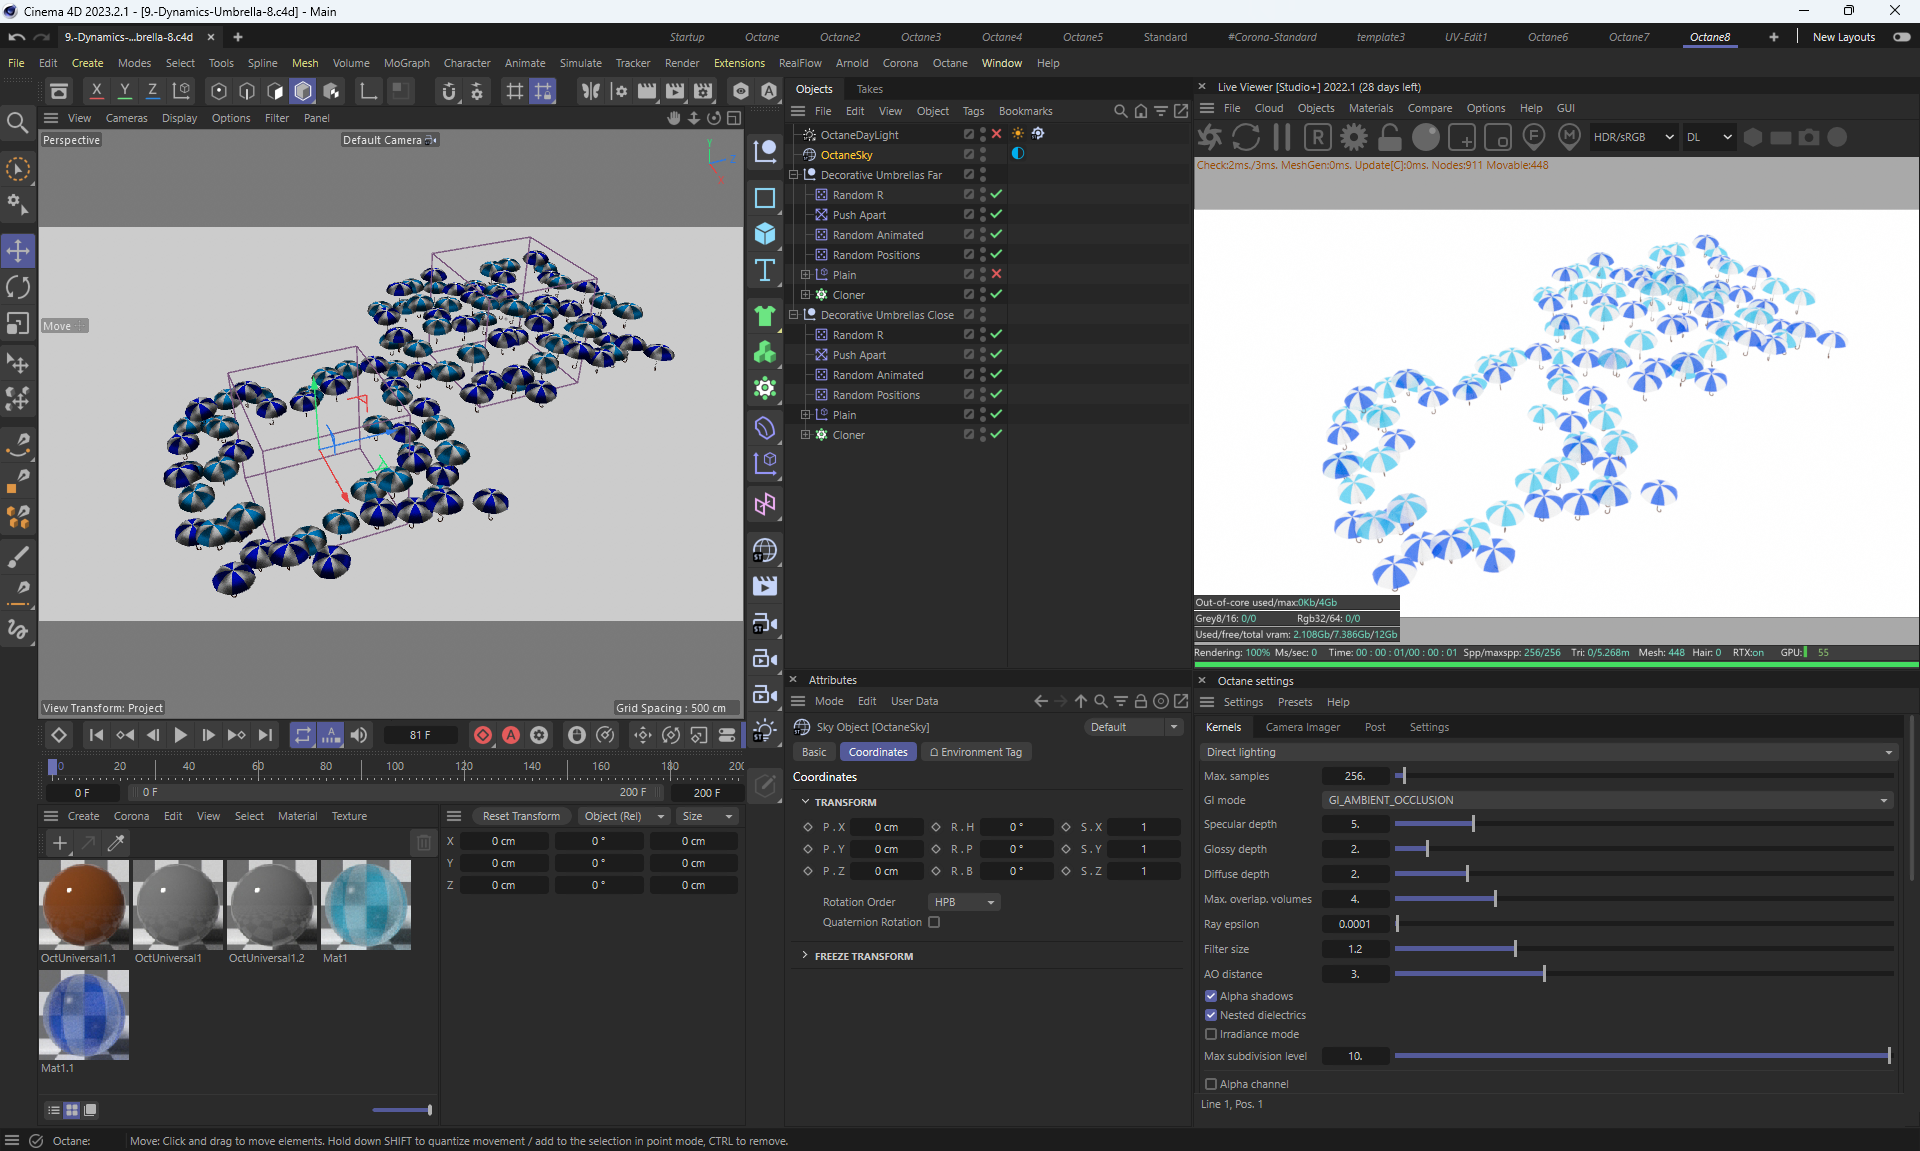 Cinema 4D 2023.2.1 - [9.-Dynamics-Umbrella-8.c4d] - Main
9.-Dynamics-...brella-8.c4d
Startup Octane Octane2 Octane3 Octane4 Octane5 Standard #Corona-Standard template3 UV-Edit1 Octane6 Octane7 Octane8 New Layouts
File Edit Create Modes Select Tools Spline Mesh Volume MoGraph Character Animate Simulate Tracker Render Extensions RealFlow Arnold Corona Octane Window Help
X Y Z
View Cameras Display Options Filter Panel
Perspective
Default Camera
Y
Z
X
Move
View Transform: Project
Grid Spacing : 500 cm
81 F
0 20 40 60 80 100 120 140 160 180 200
0 F 0 F 200 F 200 F
Create Corona Edit View Select Material Texture
OctUniversal1.1
OctUniversal1
OctUniversal1.2
Mat1
Mat1.1
Reset Transform Object (Rel) Size
X 0 cm 0 ° 0 cm
Y 0 cm 0 ° 0 cm
Z 0 cm 0 ° 0 cm
Objects Takes
File Edit View Object Tags Bookmarks
OctaneDayLight
OctaneSky
Decorative Umbrellas Far
Random R
Push Apart
Random Animated
Random Positions
Plain
Cloner
Decorative Umbrellas Close
Random R
Push Apart
Random Animated
Random Positions
Plain
Cloner
Attributes
Mode Edit User Data
Sky Object [OctaneSky]
Default
Basic Coordinates Environment Tag
Coordinates
TRANSFORM
P . X 0 cm R . H 0 ° S . X 1
P . Y 0 cm R . P 0 ° S . Y 1
P . Z 0 cm R . B 0 ° S . Z 1
Rotation Order HPB
Quaternion Rotation
FREEZE TRANSFORM
Live Viewer [Studio+] 2022.1 (28 days left)
File Cloud Objects Materials Compare Options Help GUI
R F M HDR/sRGB DL
Check:2ms./3ms. MeshGen:0ms. Update[C]:0ms. Nodes:911 Movable:448
Out-of-core used/max:0Kb/4Gb
Grey8/16: 0/0 Rgb32/64: 0/0
Used/free/total vram: 2.108Gb/7.386Gb/12Gb
Rendering: 100% Ms/sec: 0 Time: 00 : 00 : 01/00 : 00 : 01 Spp/maxspp: 256/256 Tri: 0/5.268m Mesh: 448 Hair: 0 RTX:on GPU: 55
Octane settings
Settings Presets Help
Kernels Camera Imager Post Settings
Direct lighting
Max. samples 256.
GI mode GI_AMBIENT_OCCLUSION
Specular depth 5.
Glossy depth 2.
Diffuse depth 2.
Max. overlap. volumes 4.
Ray epsilon 0.0001
Filter size 1.2
AO distance 3.
Alpha shadows
Nested dielectrics
Irradiance mode
Max subdivision level 10.
Alpha channel
Line 1, Pos. 1
Octane: Move: Click and drag to move elements. Hold down SHIFT to quantize movement / add to the selection in point mode, CTRL to remove.